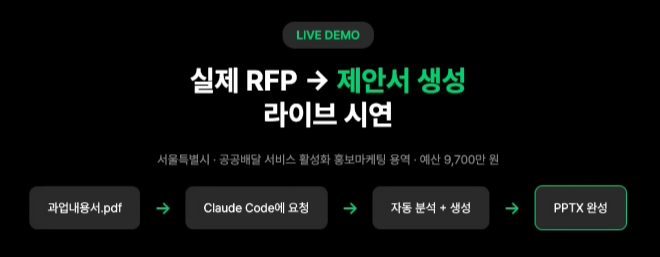 LIVE DEMO
실제 RFP → 제안서 생성
라이브 시연
서울특별시 · 공공배달 서비스 활성화 홍보마케팅 용역 · 예산 9,700만 원
과업내용서.pdf → Claude Code에 요청 → 자동 분석 + 생성 → PPTX 완성